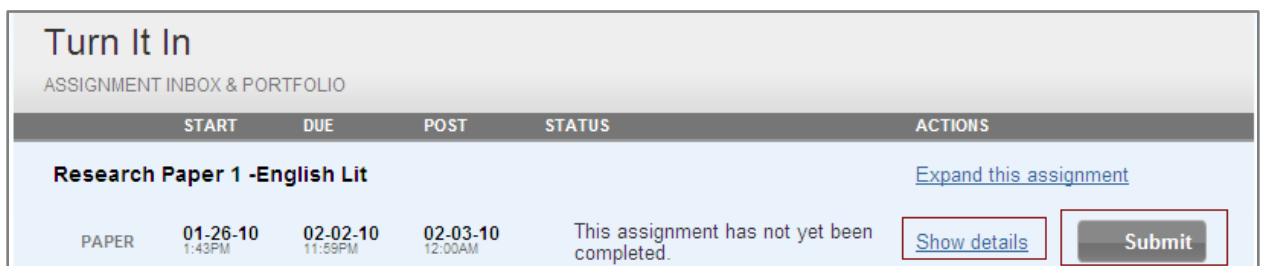 Turn It In
ASSIGNMENT INBOX & PORTFOLIO
START DUE POST STATUS ACTIONS
Research Paper 1 -English Lit Expand this assignment
PAPER 01-26-10 02-02-10 02-03-10 This assignment has not yet been Show details Submit
1:43PM 11:59PM 12:00AM completed.